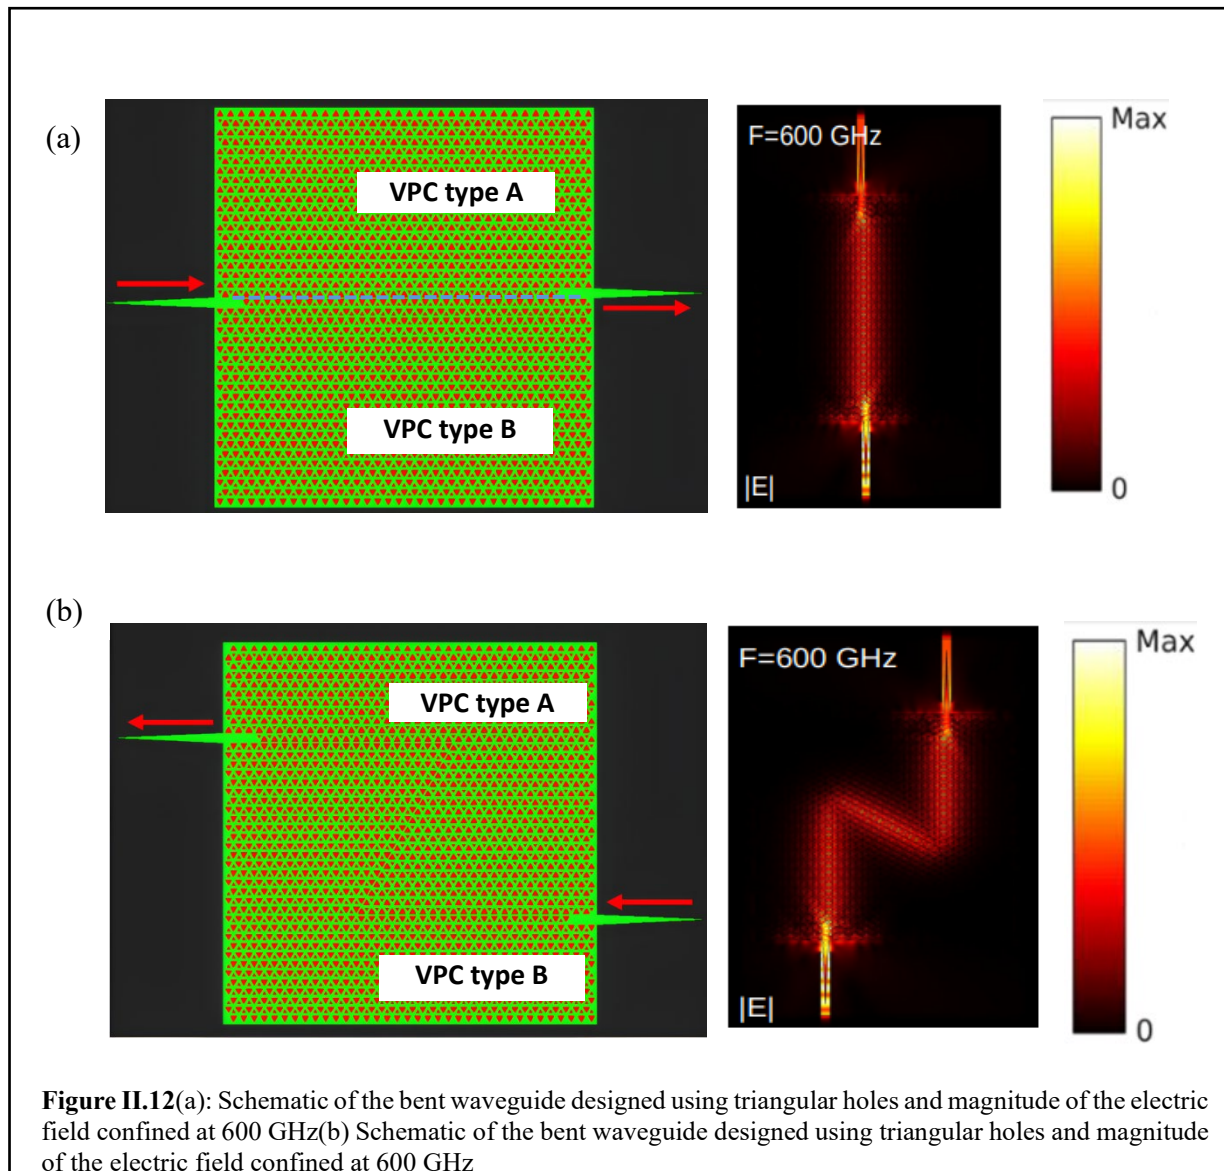 (a)
VPC type A
VPC type B
F=600 GHz
|E|
Max
0
(b)
VPC type A
VPC type B
F=600 GHz
|E|
Max
0
Figure II.12(a): Schematic of the bent waveguide designed using triangular holes and magnitude of the electric
field confined at 600 GHz(b) Schematic of the bent waveguide designed using triangular holes and magnitude
of the electric field confined at 600 GHz